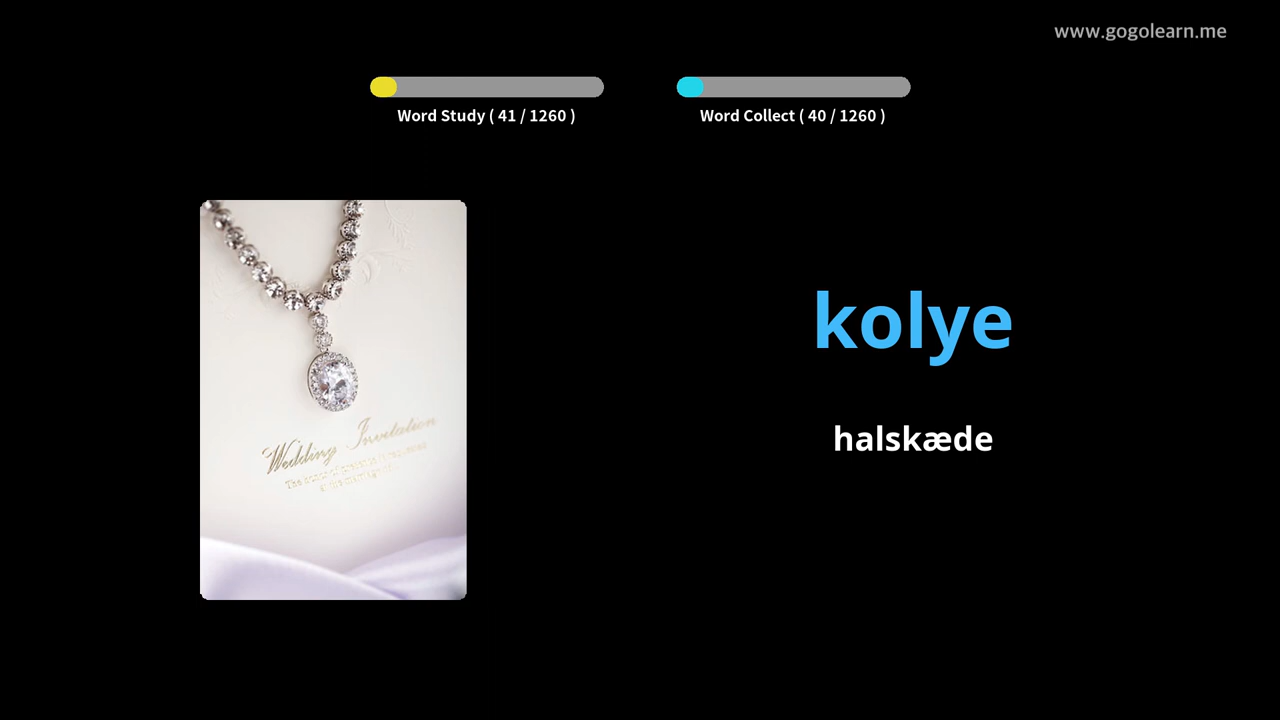 www.gogolearn.me
Word Study ( 41 / 1260 )
Word Collect ( 40 / 1260 )
kolye
halskæde
Wedding Invitation